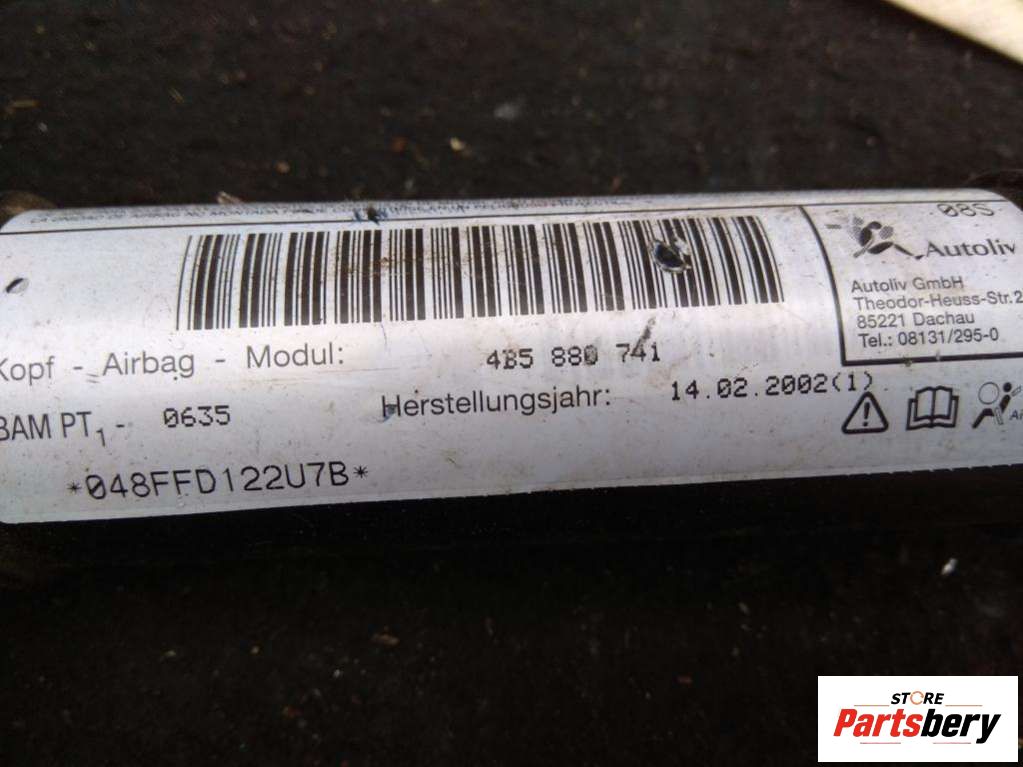 08S
Autoliv
Autoliv GmbH
Theodor-Heuss-Str.2
85221 Dachau
Tel.: 08131/295-0
Kopf - Airbag - Modul: 4B5 880 741
BAM PT1 - 0635 Herstellungsjahr: 14.02.2002(1)
*048FFD122U7B*
STORE
Partsbery